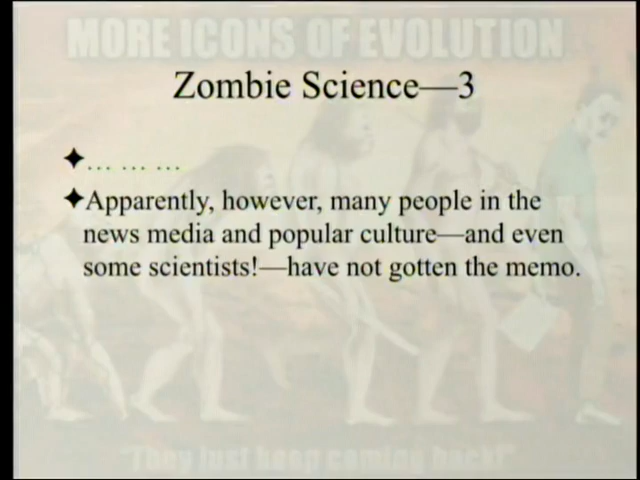 MORE ICONS OF EVOLUTION
Zombie Science—3
… … …
Apparently, however, many people in the
news media and popular culture—and even
some scientists!—have not gotten the memo.
"They just keep coming back!"